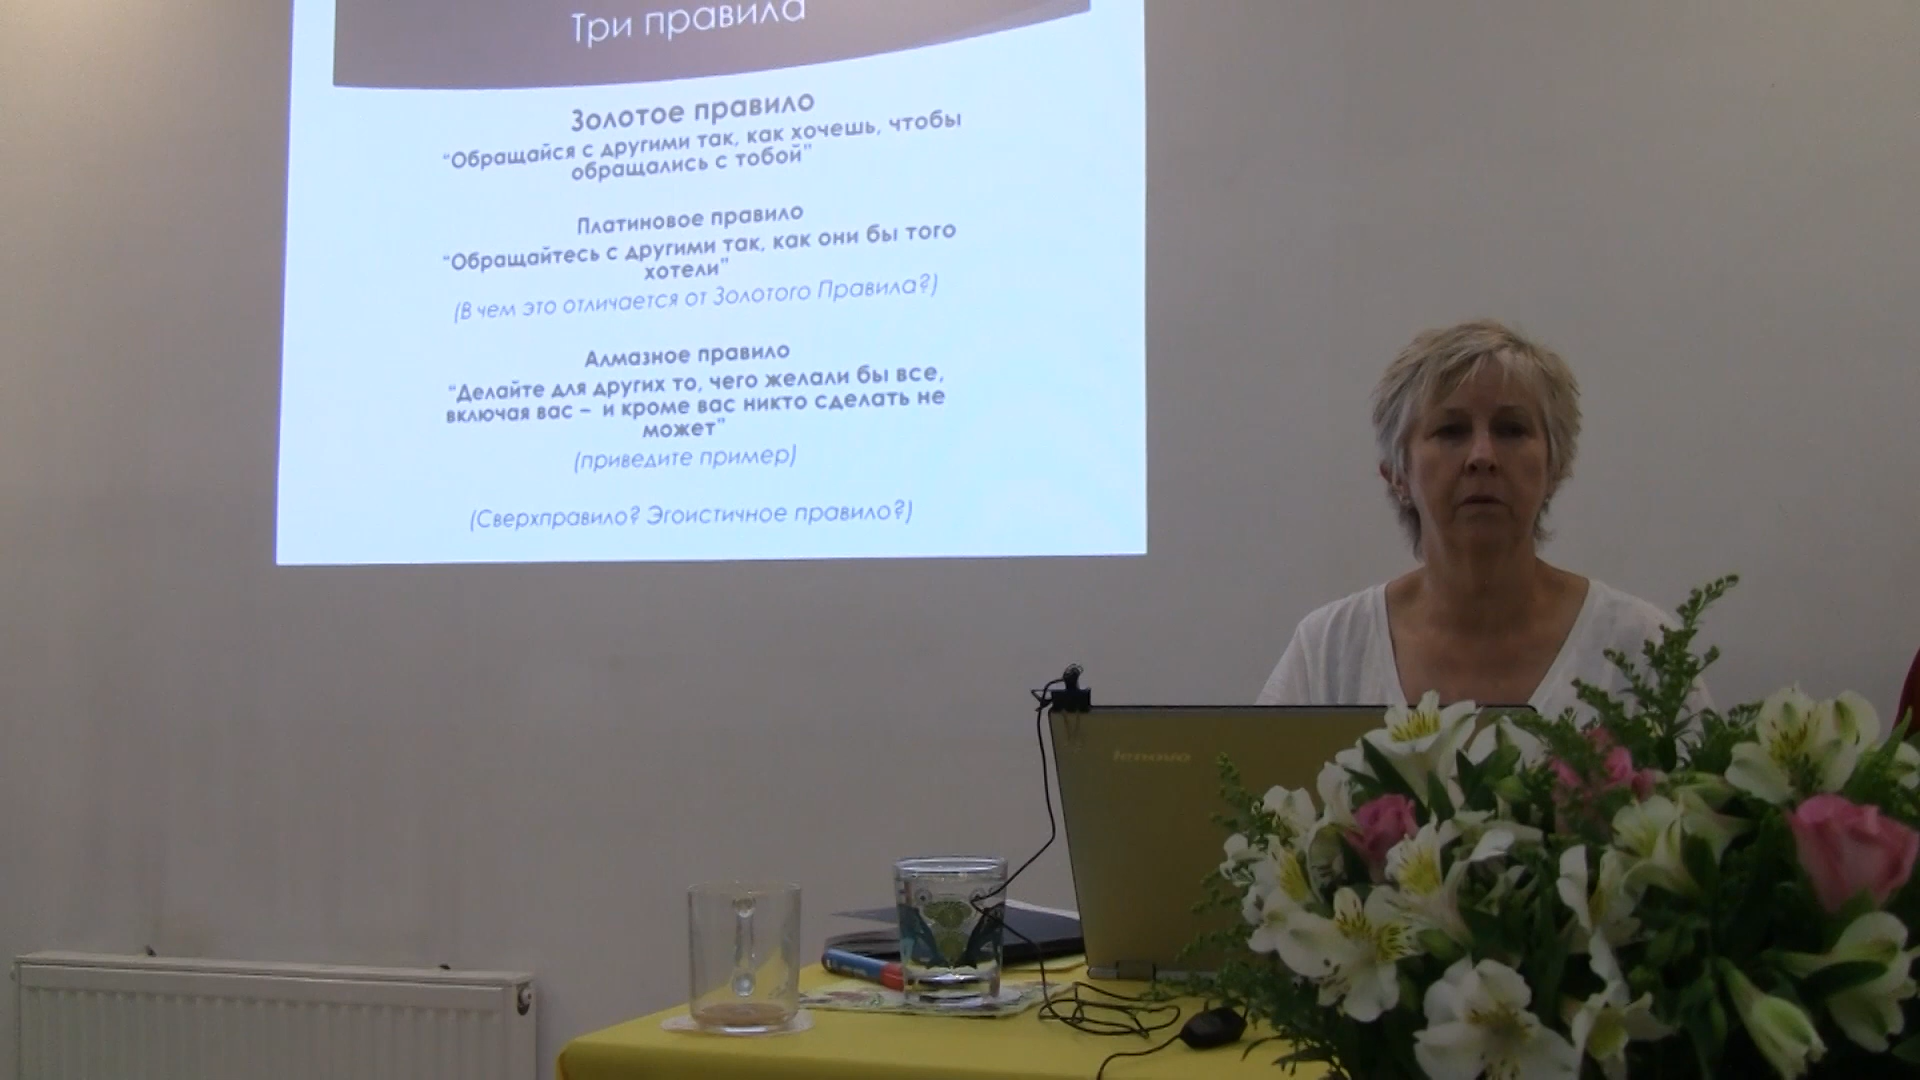 Три правила
Золотое правило
“Обращайся с другими так, как хочешь, чтобы
обращались с тобой”
Платиновое правило
“Обращайтесь с другими так, как они бы того
хотели”
(В чем это отличается от Золотого Правила?)
Алмазное правило
“Делайте для других то, чего желали бы все,
включая вас – и кроме вас никто сделать не
может”
(приведите пример)
(Сверхправило? Эгоистичное правило?)
lenovo